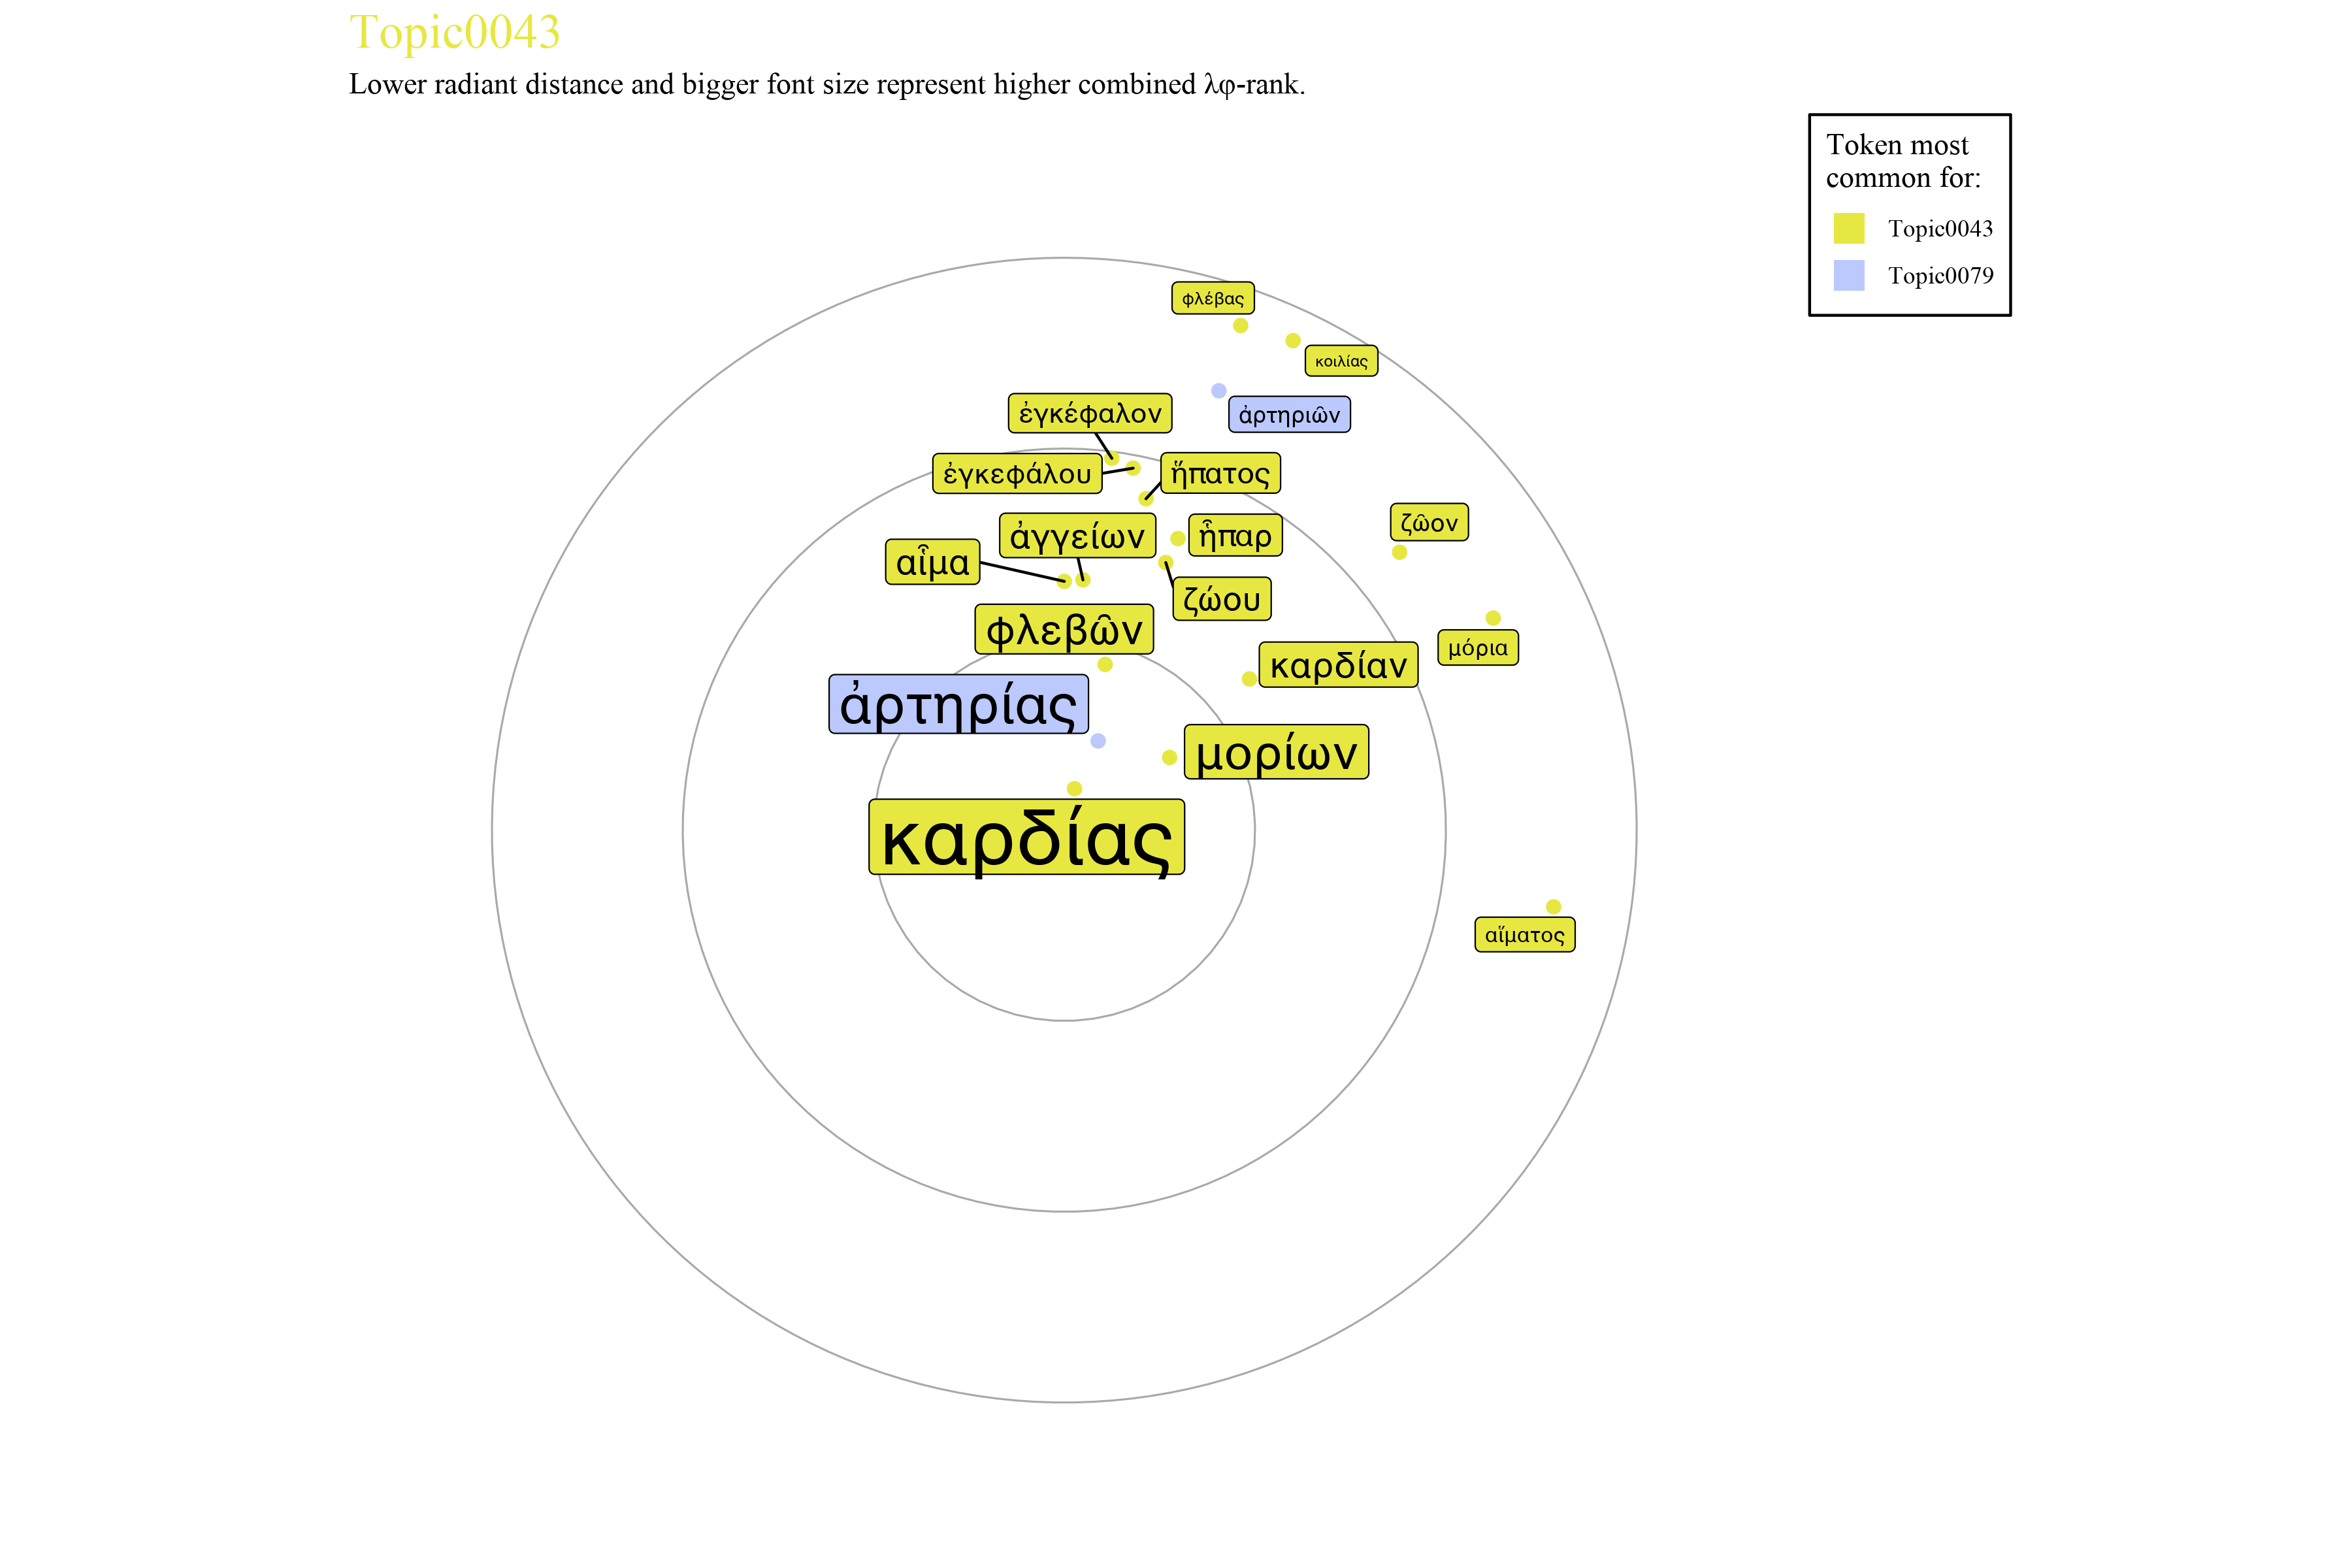 Topic0043
Lower radiant distance and bigger font size represent higher combined λφ-rank.
Token most
common for:
Topic0043
Topic0079
φλέβας
κοιλίας
ἐγκέφαλον
ἀρτηριῶν
ἐγκεφάλου
ἥπατος
ζῶον
ἀγγείων
ἧπαρ
αἷμα
ζώου
φλεβῶν
μόρια
καρδίαν
ἀρτηρίας
μορίων
καρδίας
αἵματος